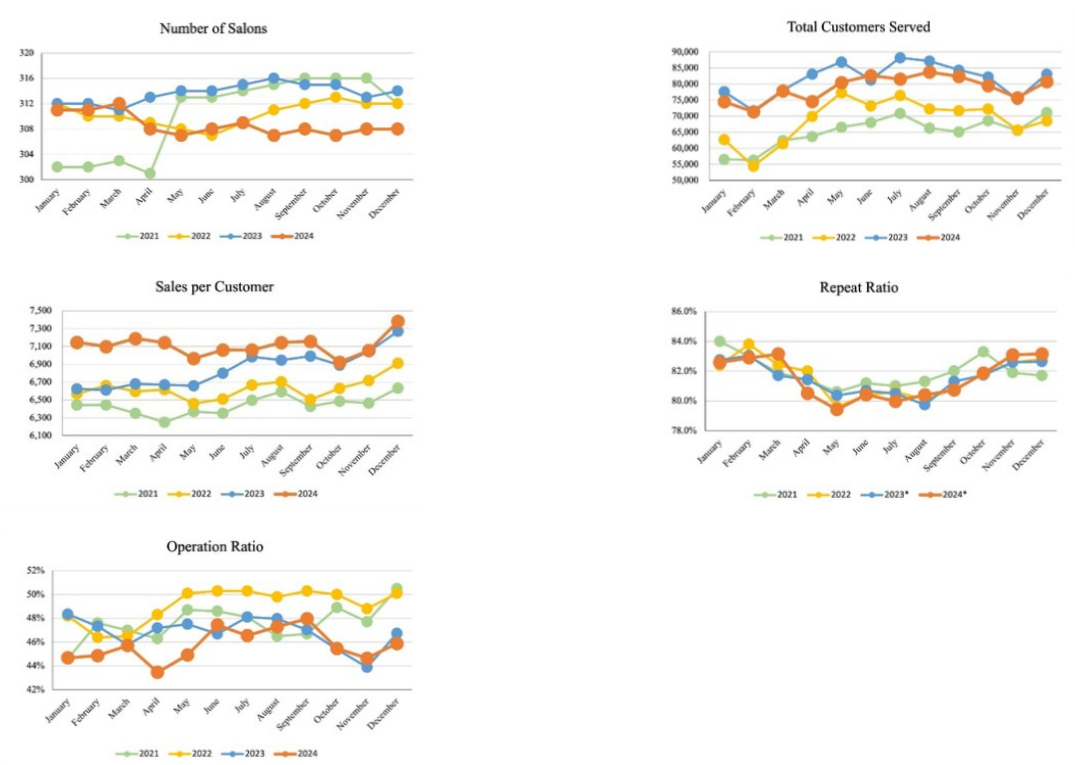 Number of Salons
320
316
312
308
304
300
January February March April May June July August September October November December
2021 2022 2023 2024
Total Customers Served
90,000
85,000
80,000
75,000
70,000
65,000
60,000
55,000
50,000
January February March April May June July August September October November December
2021 2022 2023 2024
Sales per Customer
7,500
7,300
7,100
6,900
6,700
6,500
6,300
6,100
January February March April May June July August September October November December
2021 2022 2023 2024
Repeat Ratio
86.0%
84.0%
82.0%
80.0%
78.0%
January February March April May June July August September October November December
2021 2022 2023* 2024*
Operation Ratio
52%
50%
48%
46%
44%
42%
January February March April May June July August September October November December
2021 2022 2023 2024